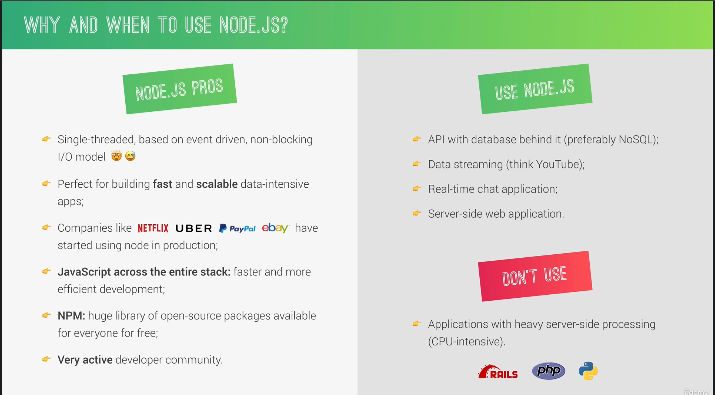 WHY AND WHEN TO USE NODE.JS?
NODE.JS PROS
Single-threaded, based on event driven, non-blocking
I/O model 🤯 😅
Perfect for building fast and scalable data-intensive
apps;
Companies like NETFLIX UBER PayPal ebay have
started using node in production;
JavaScript across the entire stack: faster and more
efficient development;
NPM: huge library of open-source packages available
for everyone for free;
Very active developer community.
USE NODE.JS
API with database behind it (preferably NoSQL);
Data streaming (think YouTube);
Real-time chat application;
Server-side web application.
DON'T USE
Applications with heavy server-side processing
(CPU-intensive).
RAILS php